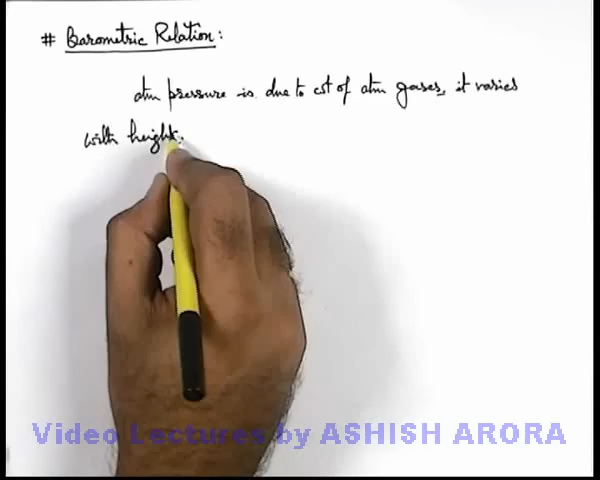 # Barometric Relation:
atm pressure is due to wt of atm gases, it varies
with height.
Video Lectures by ASHISH ARORA